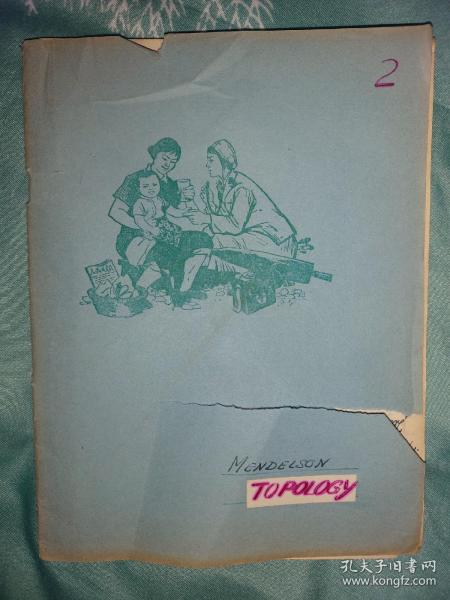 2
MENDELSON
TOPOLOGY
孔夫子旧书网
www.kongfz.com